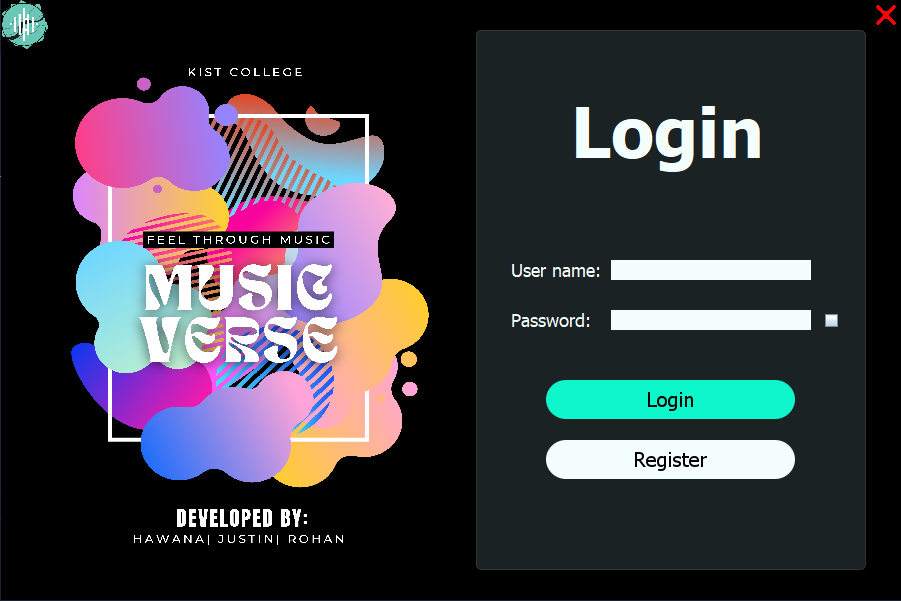 KIST COLLEGE
FEEL THROUGH MUSIC
MUSIC
VERSE
DEVELOPED BY:
HAWANA| JUSTIN| ROHAN
Login
User name:
Password:
Login
Register